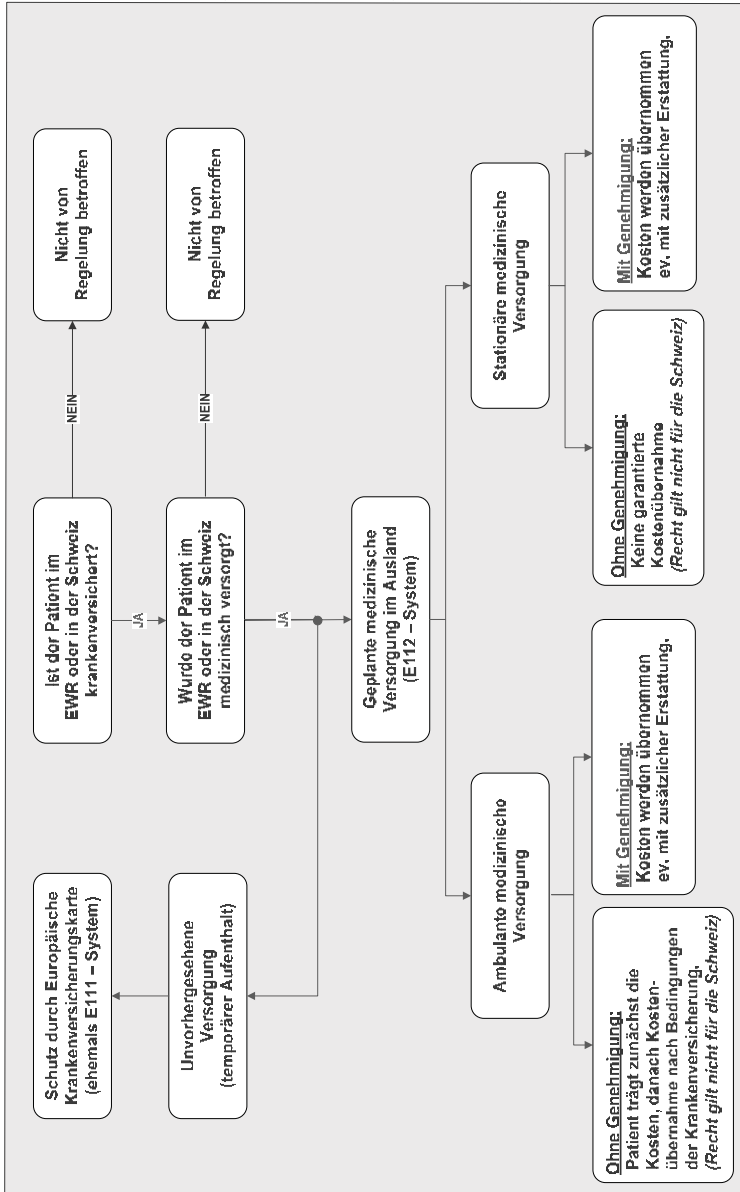 Ist der Patient im
EWR oder in der Schweiz
krankenversichert?
NEIN
Nicht von
Regelung betroffen
JA
Wurde der Patient im
EWR oder in der Schweiz
medizinisch versorgt?
NEIN
Nicht von
Regelung betroffen
JA
Schutz durch Europäische
Krankenversicherungskarte
(ehemals E111 – System)
Unvorhergesehene
Versorgung
(temporärer Aufenthalt)
Geplante medizinische
Versorgung im Ausland
(E112 – System)
Ambulante medizinische
Versorgung
Stationäre medizinische
Versorgung
Ohne Genehmigung:
Patient trägt zunächst die
Kosten, danach Kosten-
übernahme nach Bedingungen
der Krankenversicherung.
(Recht gilt nicht für die Schweiz)
Mit Genehmigung:
Kosten werden übernommen
ev. mit zusätzlicher Erstattung.
Ohne Genehmigung:
Keine garantierte
Kostenübernahme
(Recht gilt nicht für die Schweiz)
Mit Genehmigung:
Kosten werden übernommen
ev. mit zusätzlicher Erstattung.